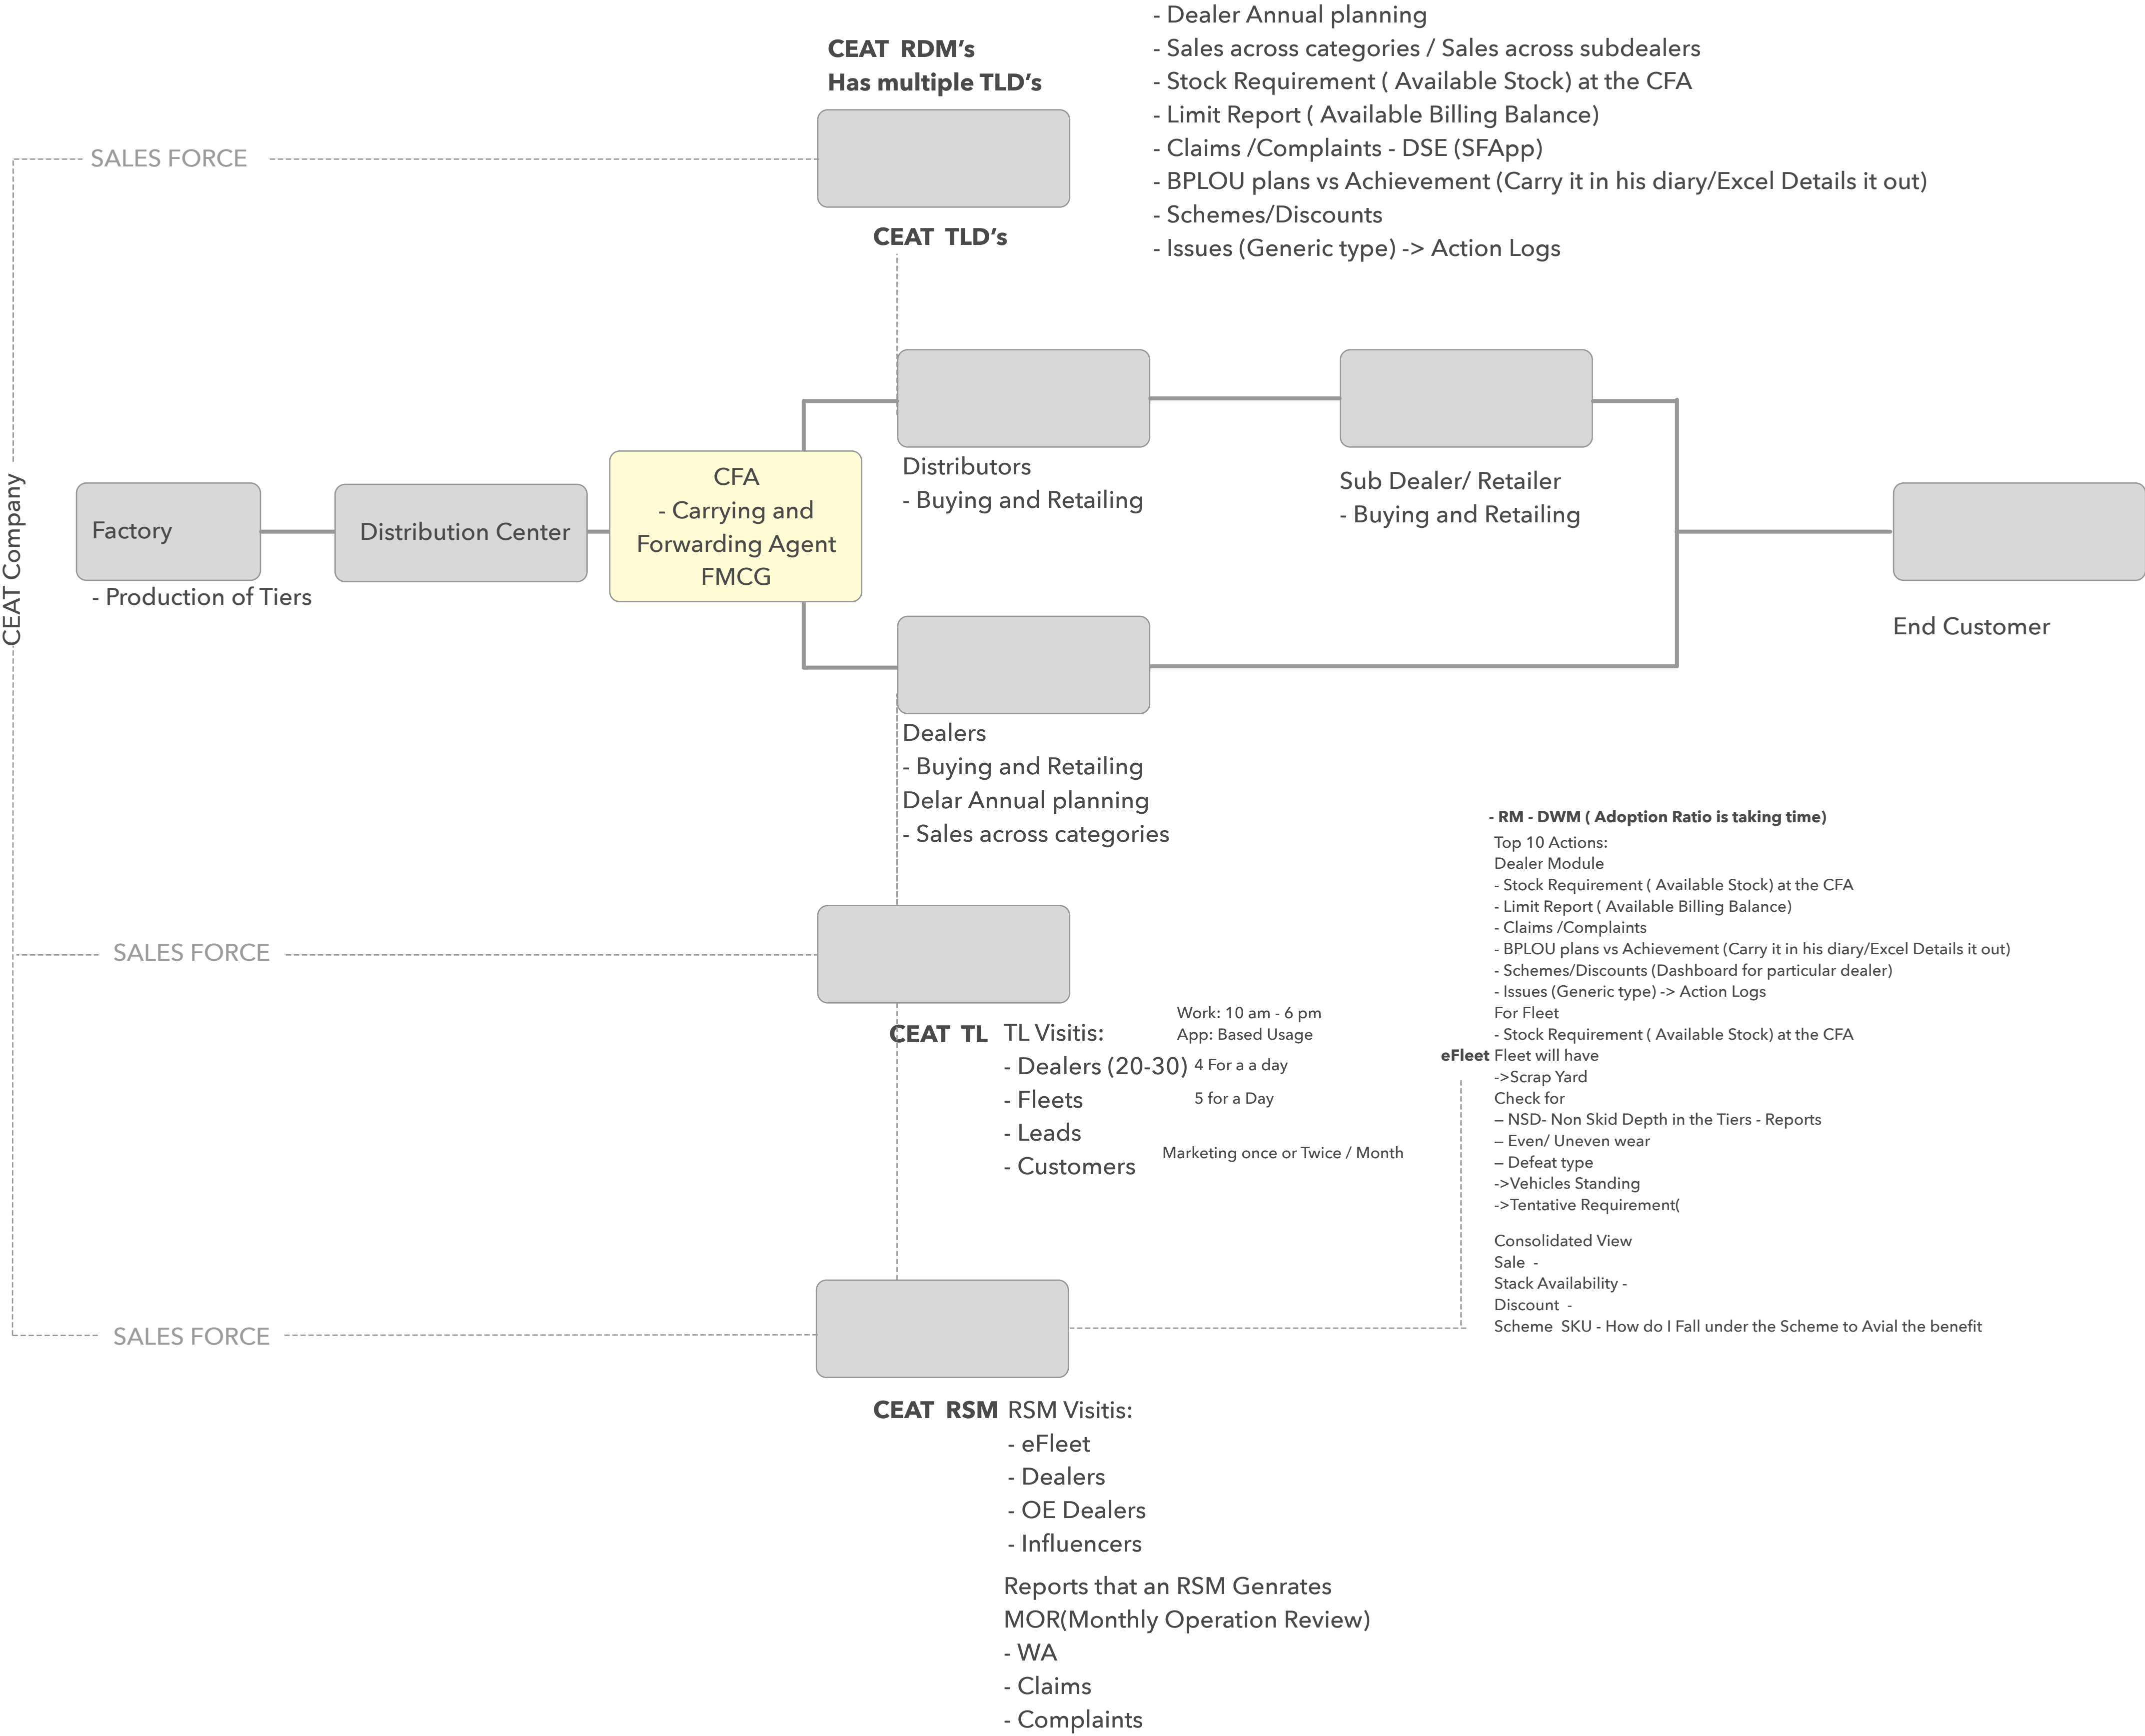 - Dealer Annual planning
CEAT RDM's
Has multiple TLD's
- Sales across categories / Sales across subdealers
- Stock Requirement ( Available Stock) at the CFA
- Limit Report ( Available Billing Balance)
- Claims /Complaints - DSE (SFApp)
- BPLOU plans vs Achievement (Carry it in his diary/Excel Details it out)
- Schemes/Discounts
- Issues (Generic type) -> Action Logs
SALES FORCE
CEAT TLD's
CEAT Company
Factory
- Production of Tiers
Distribution Center
CFA
- Carrying and
Forwarding Agent
FMCG
Distributors
- Buying and Retailing
Sub Dealer/ Retailer
- Buying and Retailing
End Customer
Dealers
- Buying and Retailing
Delar Annual planning
- Sales across categories
SALES FORCE
CEAT TL
TL Visitis:
- Dealers (20-30)
- Fleets
- Leads
- Customers
Work: 10 am - 6 pm
App: Based Usage
4 For a a day
5 for a Day
Marketing once or Twice / Month
- RM - DWM ( Adoption Ratio is taking time)
Top 10 Actions:
Dealer Module
- Stock Requirement ( Available Stock) at the CFA
- Limit Report ( Available Billing Balance)
- Claims /Complaints
- BPLOU plans vs Achievement (Carry it in his diary/Excel Details it out)
- Schemes/Discounts (Dashboard for particular dealer)
- Issues (Generic type) -> Action Logs
For Fleet
- Stock Requirement ( Available Stock) at the CFA
eFleet
Fleet will have
->Scrap Yard
Check for
– NSD- Non Skid Depth in the Tiers - Reports
– Even/ Uneven wear
– Defeat type
->Vehicles Standing
->Tentative Requirement(
Consolidated View
Sale -
Stack Availability -
Discount -
Scheme SKU - How do I Fall under the Scheme to Avial the benefit
SALES FORCE
CEAT RSM
RSM Visitis:
- eFleet
- Dealers
- OE Dealers
- Influencers
Reports that an RSM Genrates
MOR(Monthly Operation Review)
- WA
- Claims
- Complaints